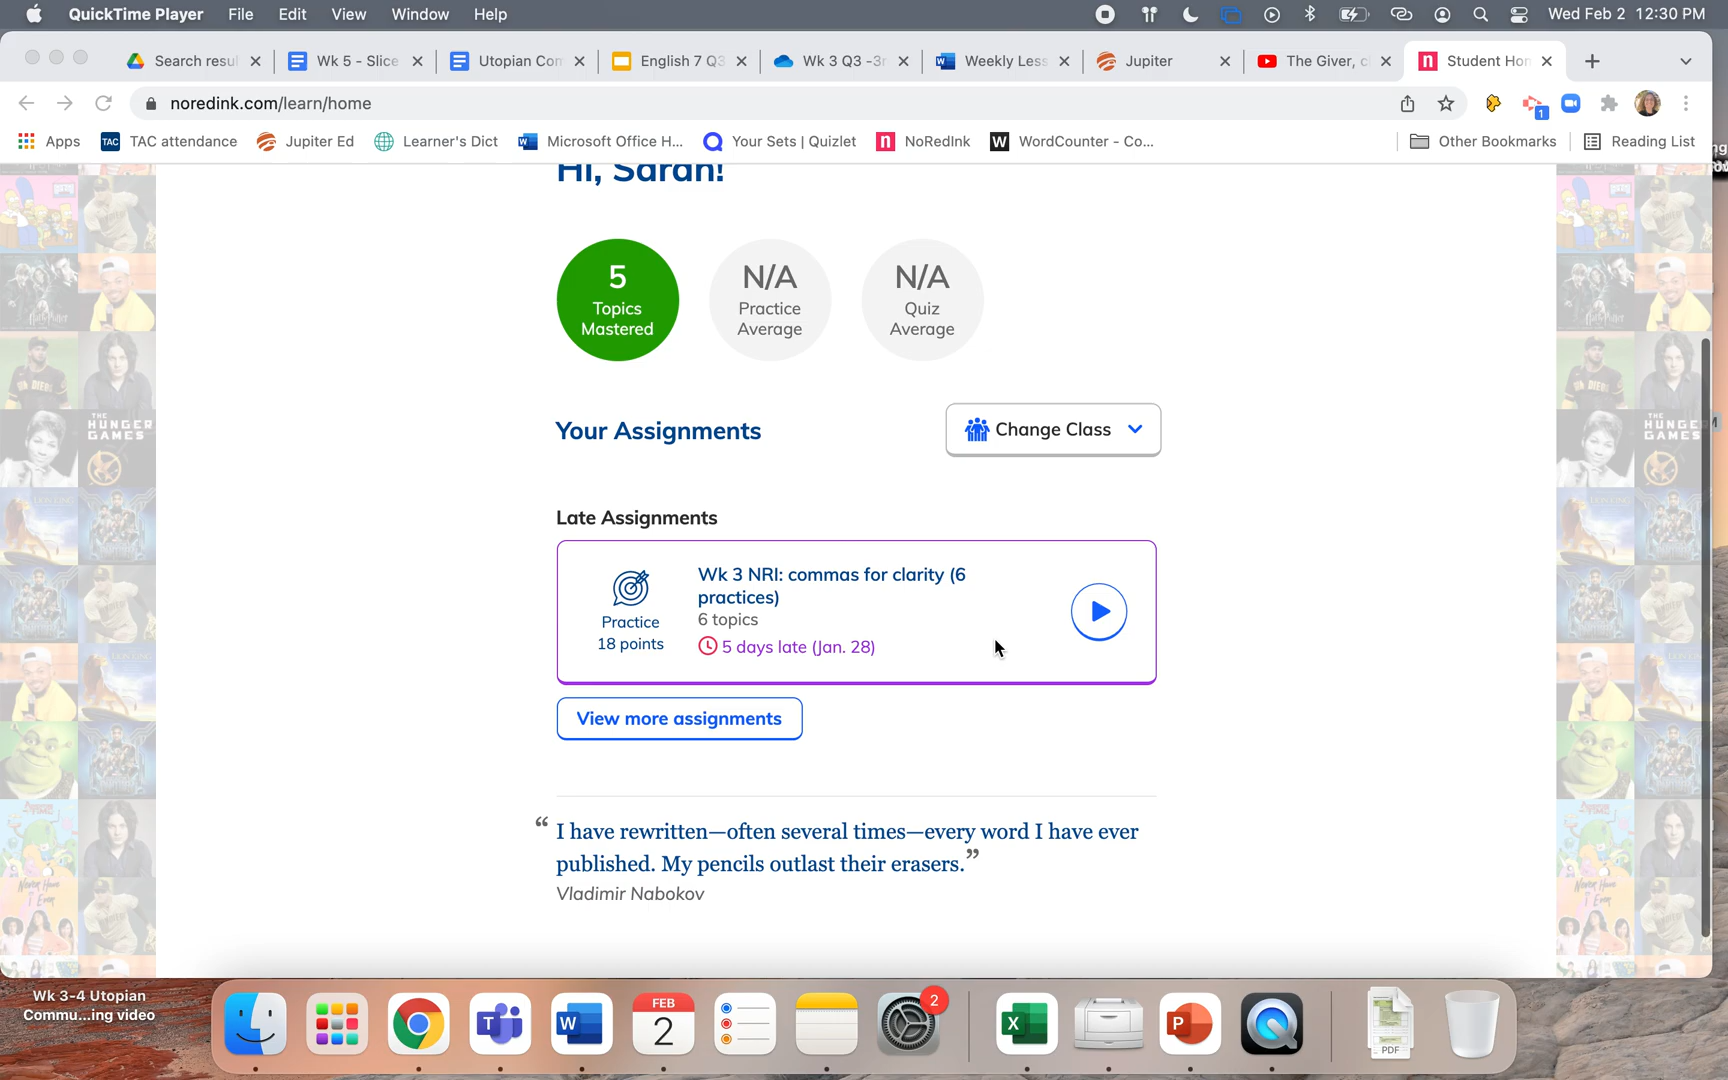 QuickTime Player File Edit View Window Help Wed Feb 2 12:30 PM
Search resul Wk 5 - Slice Utopian Com English 7 Q3 Wk 3 Q3 -3r Weekly Less Jupiter The Giver, c Student Hom
noredink.com/learn/home
Apps TAC attendance Jupiter Ed Learner's Dict Microsoft Office H... Your Sets | Quizlet NoRedInk WordCounter - Co... Other Bookmarks Reading List
Hi, Sarah!
5 Topics Mastered
N/A Practice Average
N/A Quiz Average
Your Assignments
Change Class
Late Assignments
Practice
18 points
Wk 3 NRI: commas for clarity (6
practices)
6 topics
5 days late (Jan. 28)
View more assignments
“ I have rewritten—often several times—every word I have ever
published. My pencils outlast their erasers.”
Vladimir Nabokov
THE HUNGER GAMES
Wk 3-4 Utopian
Commu...ing video
FEB
2
2
PDF